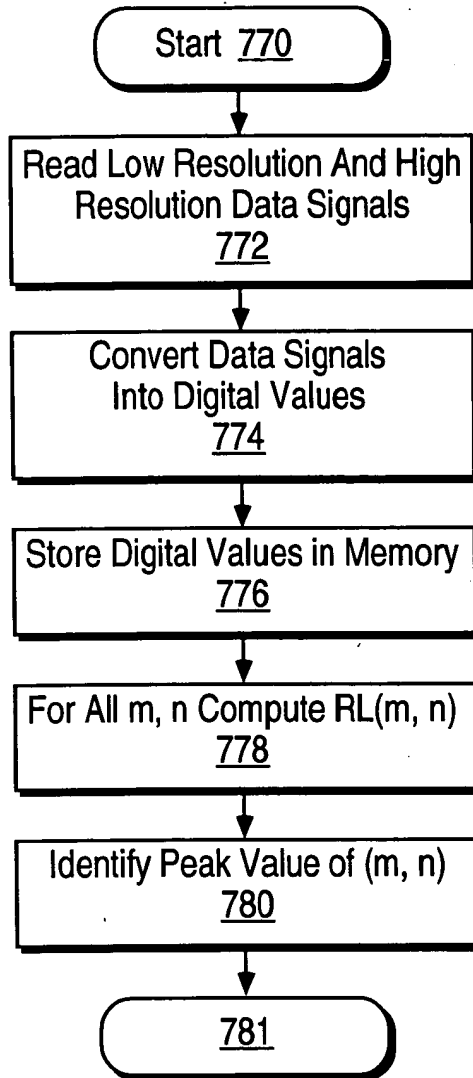 Start 770
Read Low Resolution And High
Resolution Data Signals
772
Convert Data Signals
Into Digital Values
774
Store Digital Values in Memory
776
For All m, n Compute RL(m, n)
778
Identify Peak Value of (m, n)
780
781